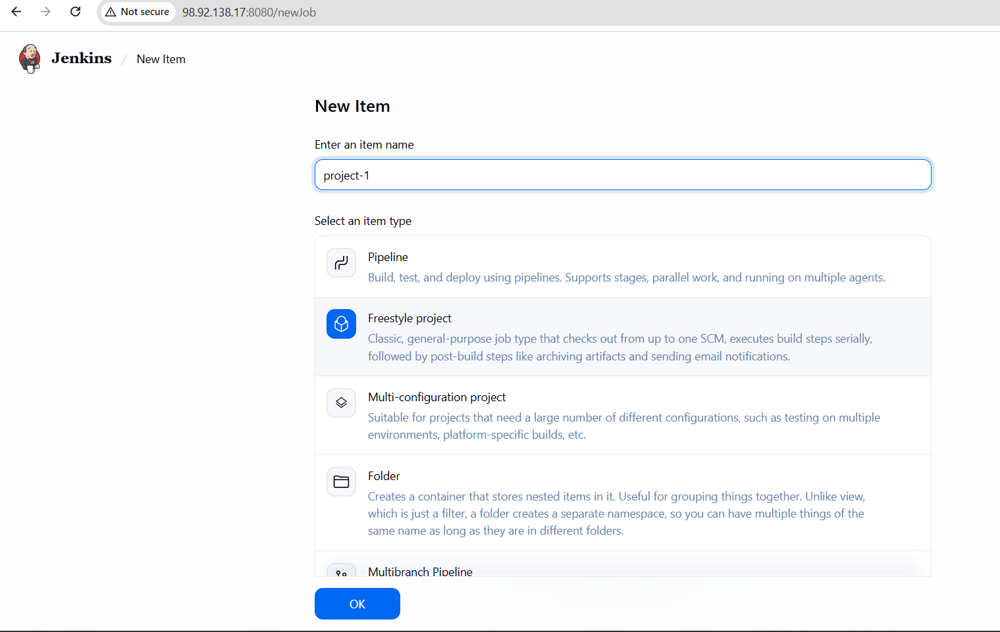 Not secure 98.92.138.17:8080/newJob
Jenkins / New Item
New Item
Enter an item name
project-1
Select an item type
Pipeline
Build, test, and deploy using pipelines. Supports stages, parallel work, and running on multiple agents.
Freestyle project
Classic, general-purpose job type that checks out from up to one SCM, executes build steps serially,
followed by post-build steps like archiving artifacts and sending email notifications.
Multi-configuration project
Suitable for projects that need a large number of different configurations, such as testing on multiple
environments, platform-specific builds, etc.
Folder
Creates a container that stores nested items in it. Useful for grouping things together. Unlike view,
which is just a filter, a folder creates a separate namespace, so you can have multiple things of the
same name as long as they are in different folders.
Multibranch Pipeline
OK